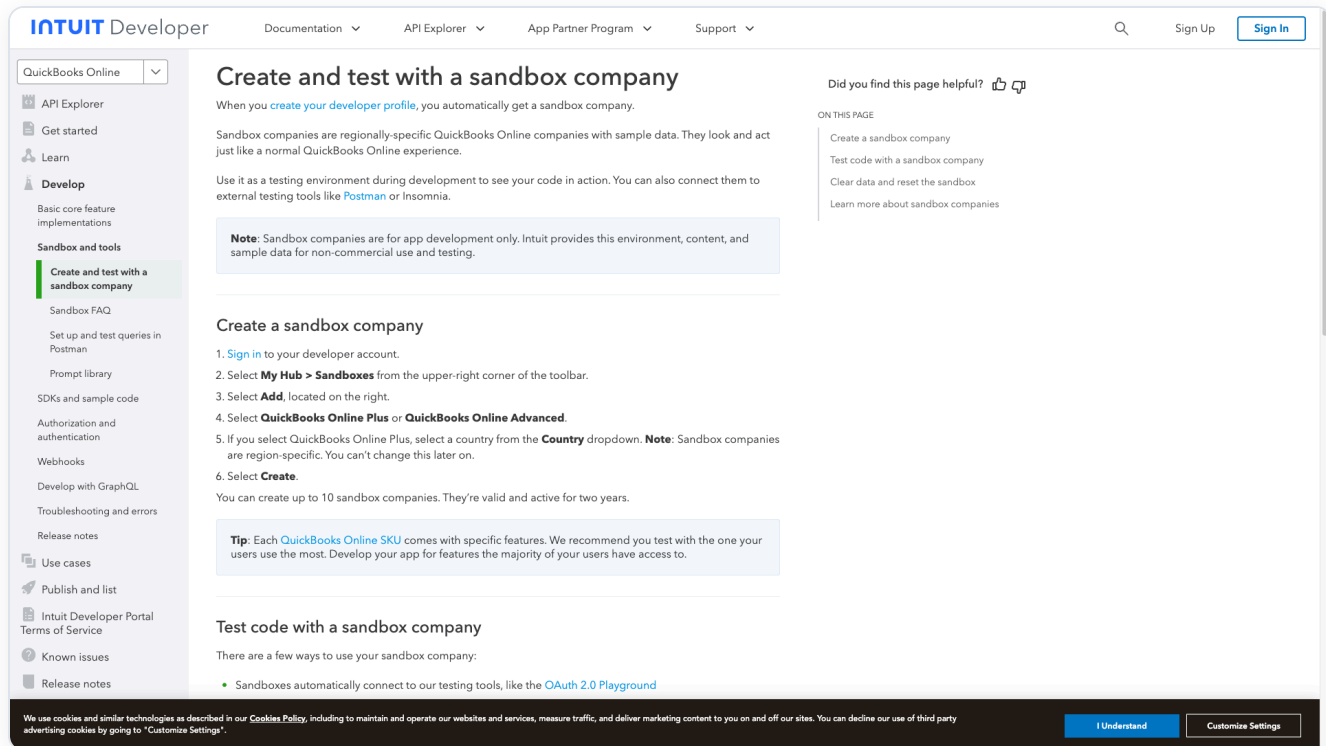 INTUIT Developer
Documentation
API Explorer
App Partner Program
Support
Sign Up
Sign In
QuickBooks Online
API Explorer
Get started
Learn
Develop
Basic core feature
implementations
Sandbox and tools
Create and test with a
sandbox company
Sandbox FAQ
Set up and test queries in
Postman
Prompt library
SDKs and sample code
Authorization and
authentication
Webhooks
Develop with GraphQL
Troubleshooting and errors
Release notes
Use cases
Publish and list
Intuit Developer Portal
Terms of Service
Known issues
Release notes
Create and test with a sandbox company
When you create your developer profile, you automatically get a sandbox company.
Sandbox companies are regionally-specific QuickBooks Online companies with sample data. They look and act
just like a normal QuickBooks Online experience.
Use it as a testing environment during development to see your code in action. You can also connect them to
external testing tools like Postman or Insomnia.
Note: Sandbox companies are for app development only. Intuit provides this environment, content, and
sample data for non-commercial use and testing.
Create a sandbox company
1. Sign in to your developer account.
2. Select My Hub > Sandboxes from the upper-right corner of the toolbar.
3. Select Add, located on the right.
4. Select QuickBooks Online Plus or QuickBooks Online Advanced.
5. If you select QuickBooks Online Plus, select a country from the Country dropdown. Note: Sandbox companies
are region-specific. You can't change this later on.
6. Select Create.
You can create up to 10 sandbox companies. They're valid and active for two years.
Tip: Each QuickBooks Online SKU comes with specific features. We recommend you test with the one your
users use the most. Develop your app for features the majority of your users have access to.
Test code with a sandbox company
There are a few ways to use your sandbox company:
• Sandboxes automatically connect to our testing tools, like the OAuth 2.0 Playground
Did you find this page helpful?
ON THIS PAGE
Create a sandbox company
Test code with a sandbox company
Clear data and reset the sandbox
Learn more about sandbox companies
We use cookies and similar technologies as described in our Cookies Policy, including to maintain and operate our websites and services, measure traffic, and deliver marketing content to you on and off our sites. You can decline our use of third party
advertising cookies by going to "Customize Settings".
I Understand
Customize Settings